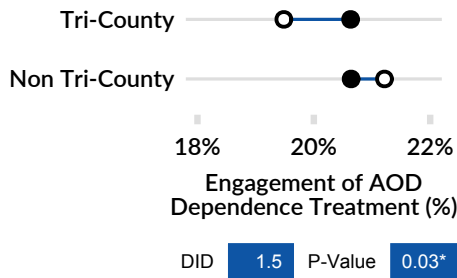 Tri-County
Non Tri-County
18% 20% 22%
Engagement of AOD
Dependence Treatment (%)
DID 1.5 P-Value 0.03*